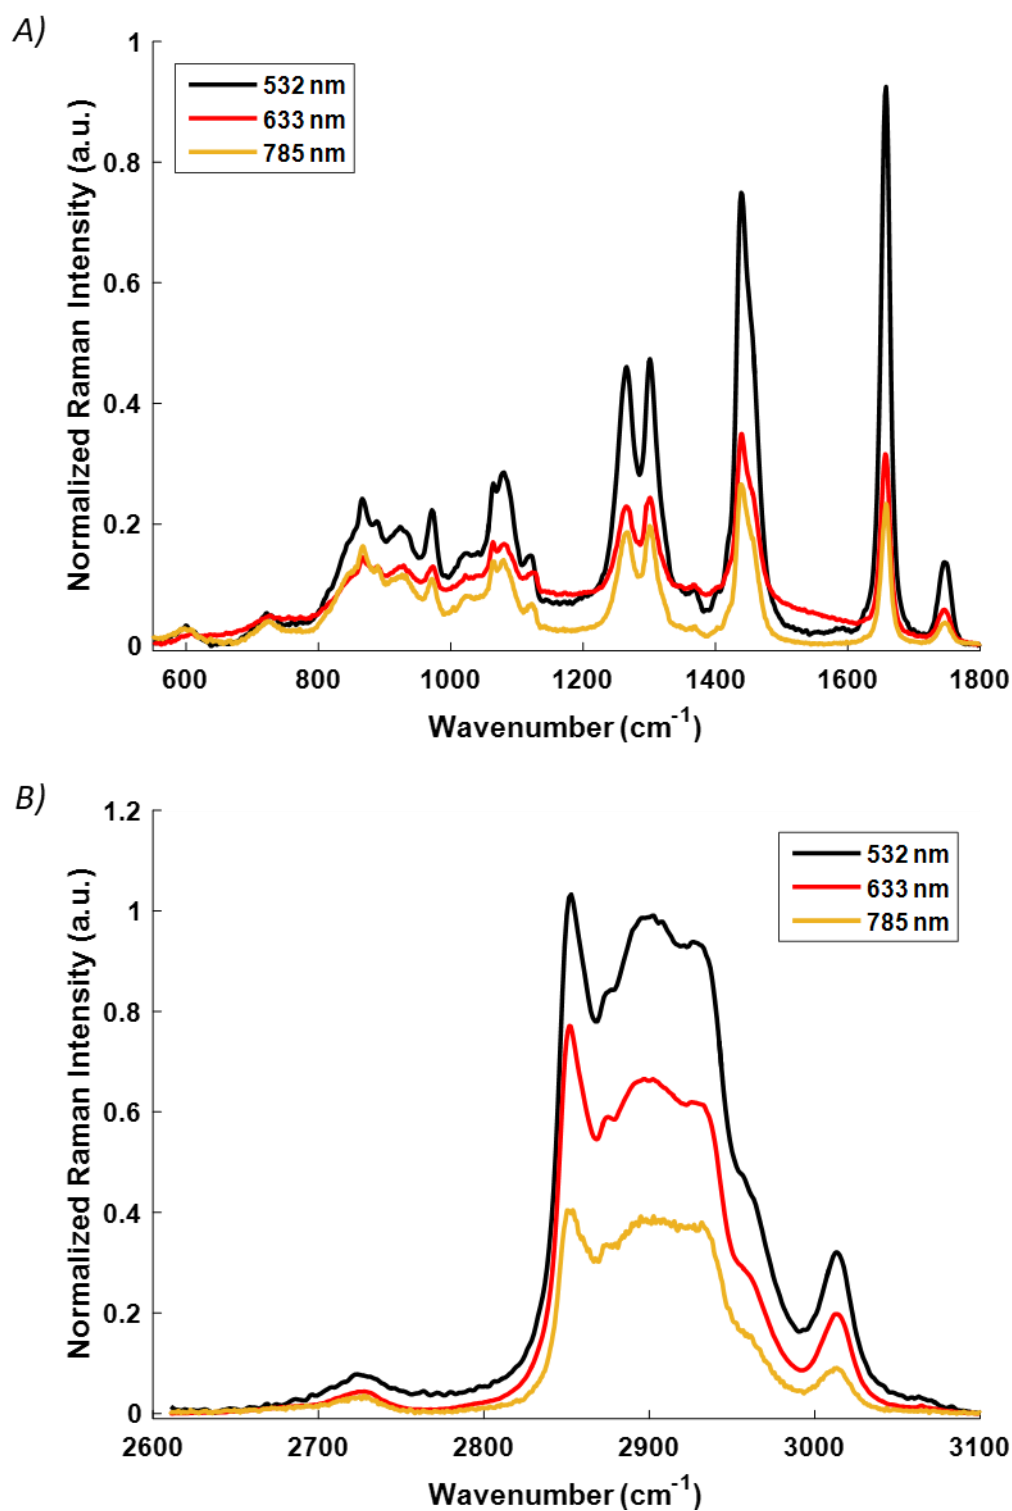 A)
Normalized Raman Intensity (a.u.)
1
0.8
0.6
0.4
0.2
0
532 nm
633 nm
785 nm
600 800 1000 1200 1400 1600 1800
Wavenumber (cm⁻¹)
B)
Normalized Raman Intensity (a.u.)
1.2
1
0.8
0.6
0.4
0.2
0
532 nm
633 nm
785 nm
2600 2700 2800 2900 3000 3100
Wavenumber (cm⁻¹)